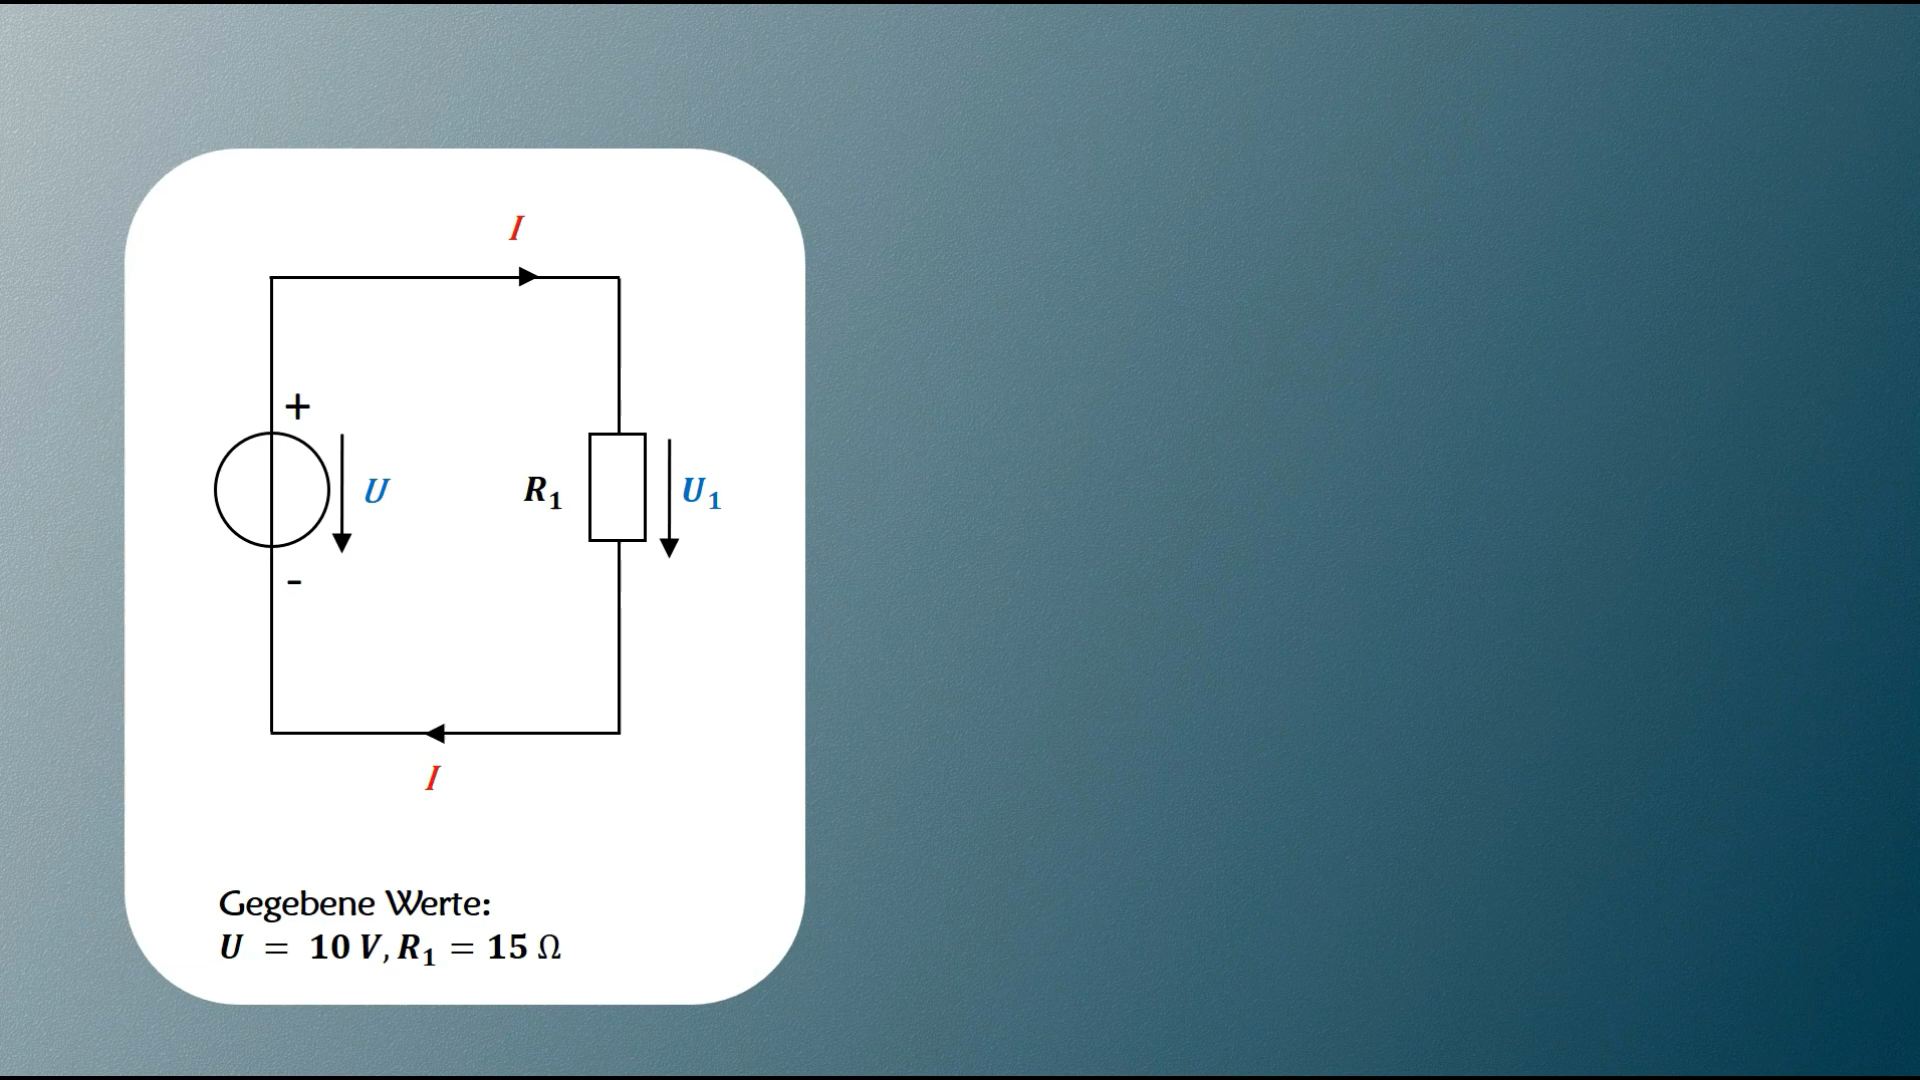 I
+
U
R₁
U₁
-
I
Gegebene Werte:
U = 10 V, R₁ = 15 Ω